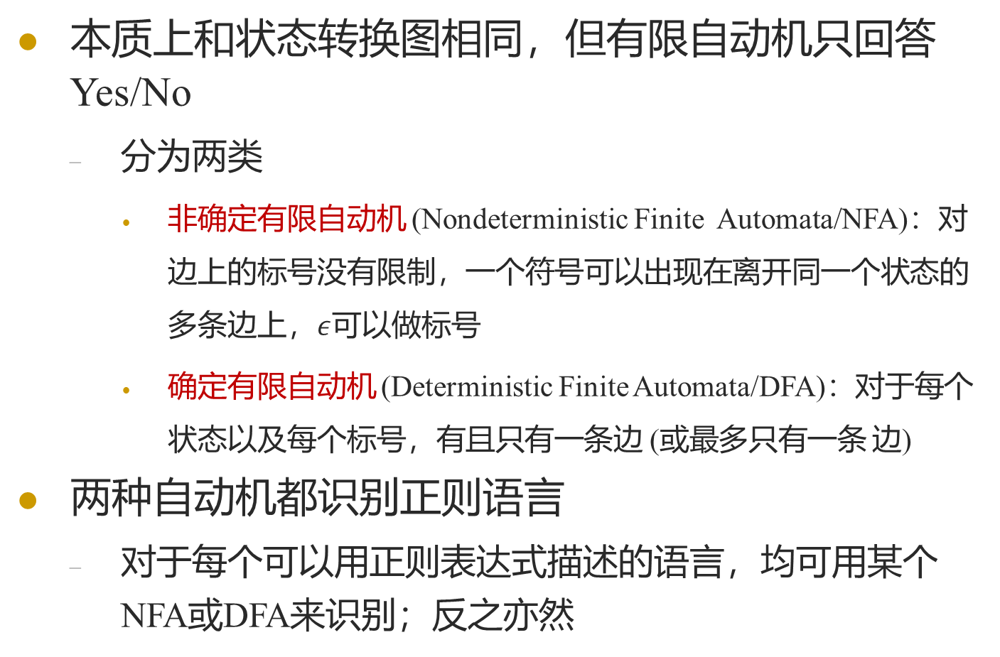 本质上和状态转换图相同，但有限自动机只回答
Yes/No
分为两类
非确定有限自动机 (Nondeterministic Finite Automata/NFA)：对
边上的标号没有限制，一个符号可以出现在离开同一个状态的
多条边上，ϵ可以做标号
确定有限自动机 (Deterministic Finite Automata/DFA)：对于每个
状态以及每个标号，有且只有一条边 (或最多只有一条 边)
两种自动机都识别正则语言
对于每个可以用正则表达式描述的语言，均可用某个
NFA或DFA来识别；反之亦然